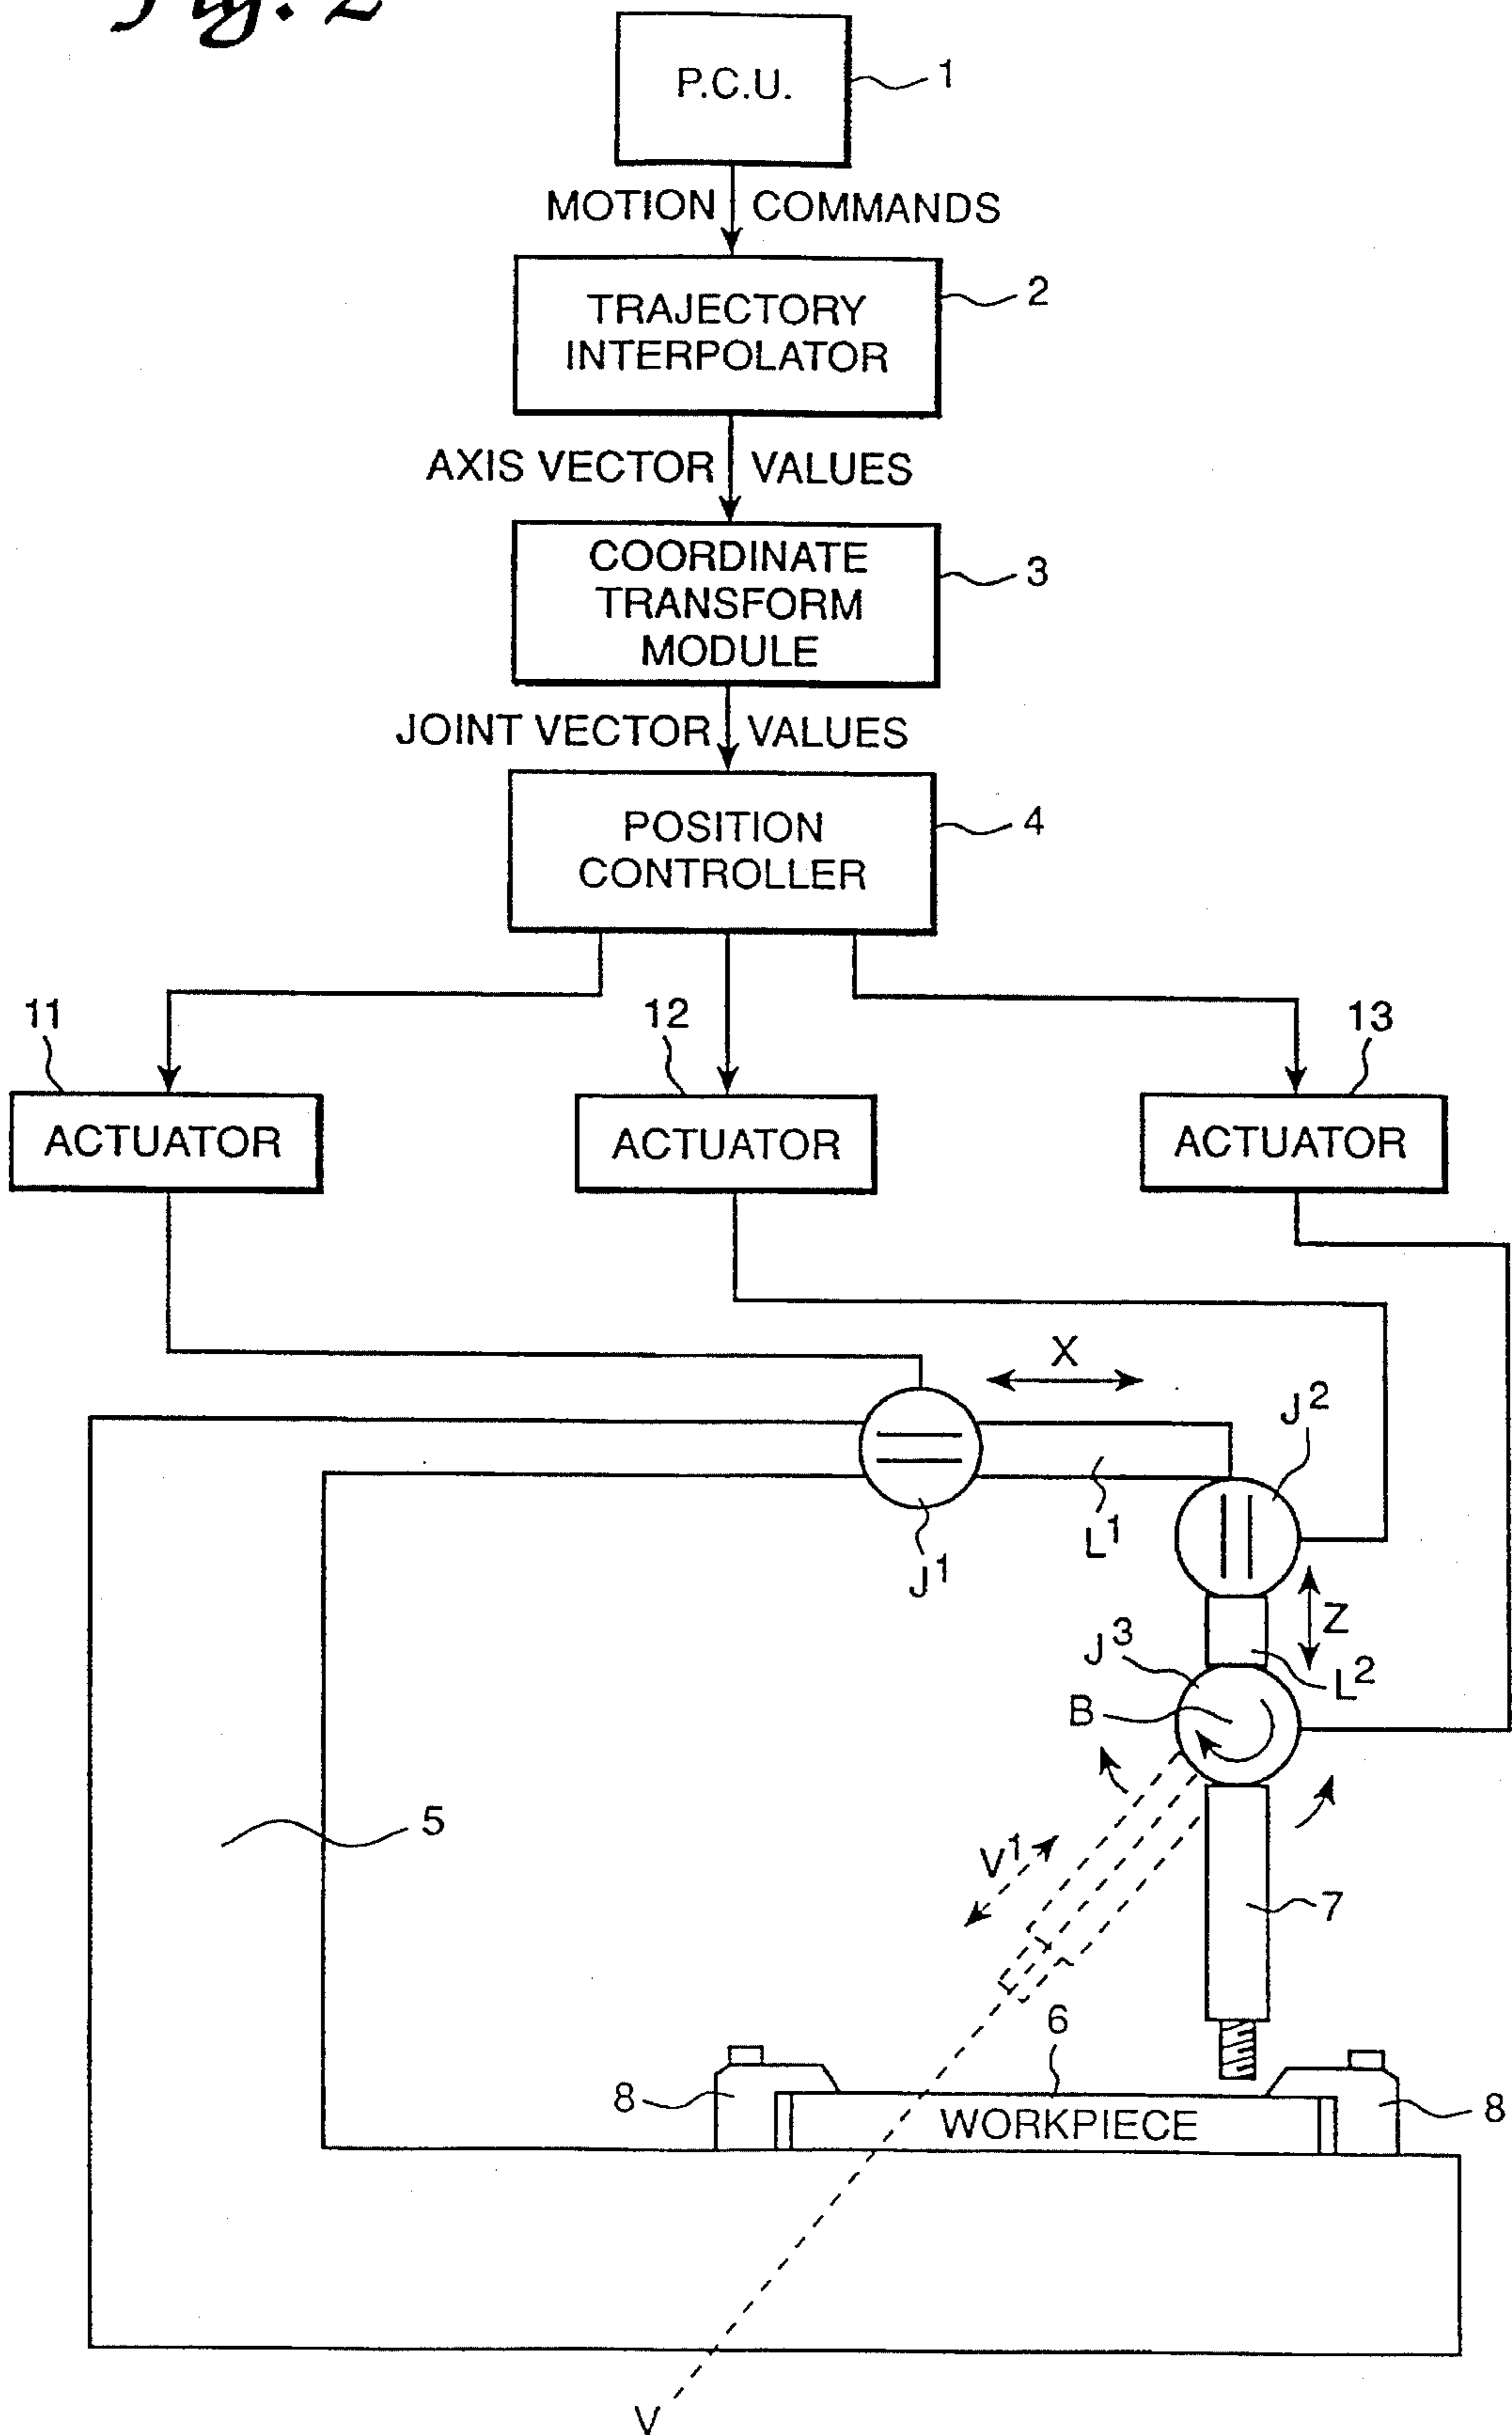 Fig. 2
P.C.U.
1
MOTION COMMANDS
TRAJECTORY
INTERPOLATOR
2
AXIS VECTOR VALUES
COORDINATE
TRANSFORM
MODULE
3
JOINT VECTOR VALUES
POSITION
CONTROLLER
4
11
12
13
ACTUATOR
ACTUATOR
ACTUATOR
X
J2
L1
J1
Z
J3
L2
B
5
V1
7
6
8
WORKPIECE
8
V